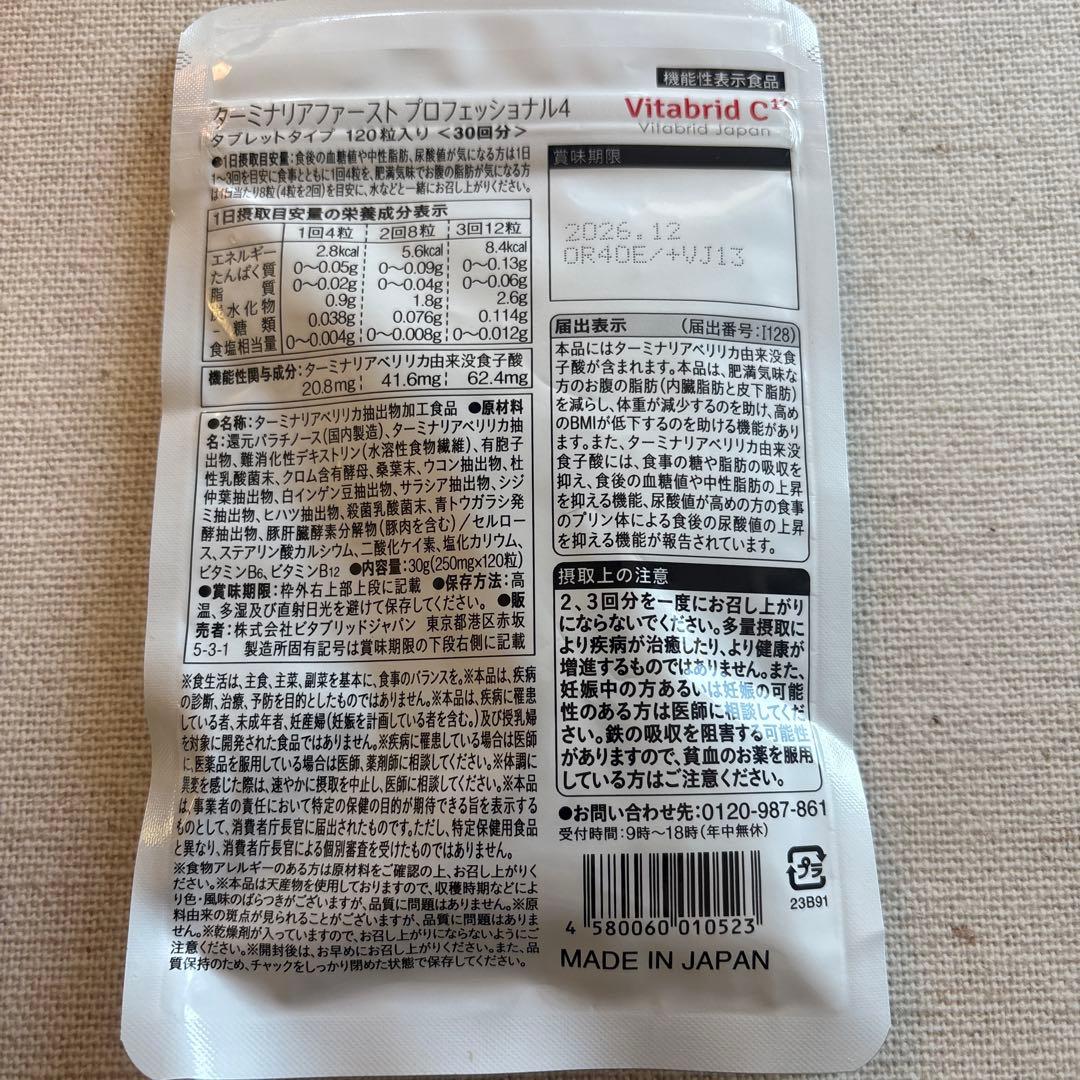 機能性表示食品
ターミナリアファースト プロフェッショナル4
タブレットタイプ 120粒入り <30回分>
Vitabrid C¹²
Vitabrid Japan
●1日摂取目安量:食後の血糖値や中性脂肪、尿酸値が気になる方は1日
1~3回を目安に食事とともに1回4粒を、肥満気味でお腹の脂肪が気になる方
は1日当たり8粒(4粒を2回)を目安に、水などと一緒にお召し上がりください。
1日摂取目安量の栄養成分表示
1回4粒 2回8粒 3回12粒
エネルギー 2.8kcal 5.6kcal 8.4kcal
たんぱく質 0~0.05g 0~0.09g 0~0.13g
脂質 0~0.02g 0~0.04g 0~0.06g
炭水化物 0.9g 1.8g 2.6g
-糖類 0.038g 0.076g 0.114g
食塩相当量 0~0.004g 0~0.008g 0~0.012g
機能性関与成分:ターミナリアベリリカ由来没食子酸
20.8mg 41.6mg 62.4mg
●名称:ターミナリアベリリカ抽出物加工食品 ●原材料
名:還元パラチノース(国内製造)、ターミナリアベリリカ抽
出物、難消化性デキストリン(水溶性食物繊維)、有胞子
性乳酸菌末、クロム含有酵母、桑葉末、ウコン抽出物、杜
仲葉抽出物、白インゲン豆抽出物、サラシア抽出物、シジ
ミ抽出物、ヒハツ抽出物、殺菌乳酸菌末、青トウガラシ発
酵抽出物、豚肝臓酵素分解物(豚肉を含む)/セルロー
ス、ステアリン酸カルシウム、二酸化ケイ素、塩化カリウム、
ビタミンB6、ビタミンB12 ●内容量:30g(250mg×120粒)
●賞味期限:枠外右上部上段に記載 ●保存方法:高
温、多湿及び直射日光を避けて保存してください。 ●販
売者:株式会社ビタブリッドジャパン 東京都港区赤坂
5-3-1 製造所固有記号は賞味期限の下段右側に記載
※食生活は、主食、主菜、副菜を基本に、食事のバランスを。※本品は、疾病
の診断、治療、予防を目的としたものではありません。※本品は、疾病に罹患
している者、未成年者、妊産婦(妊娠を計画している者を含む。)及び授乳婦
を対象に開発された食品ではありません。※疾病に罹患している場合は医師
に、医薬品を服用している場合は医師、薬剤師に相談してください。※体調に
異変を感じた際は、速やかに摂取を中止し、医師に相談してください。※本品
は、事業者の責任において特定の保健の目的が期待できる旨を表示する
ものとして、消費者庁長官に届出されたものです。ただし、特定保健用食品
と異なり、消費者庁長官による個別審査を受けたものではありません。
※食物アレルギーのある方は原材料をご確認の上、お召し上がりく
ださい。※本品は天産物を使用しておりますので、収穫時期などによ
り色・風味のばらつきがございますが、品質に問題はありません。※原
料由来の斑点が見られることがございますが、品質に問題はありませ
ん。※乾燥剤が入っていますので、お召し上がりにならないようにご
注意ください。※開封後は、お早めにお召し上がりください。また、品
質保持のため、チャックをしっかり閉めた状態で保存してください。
賞味期限
2026.12
OR4OE/+VJ13
届出表示 (届出番号:I128)
本品にはターミナリアベリリカ由来没食
子酸が含まれます。本品は、肥満気味な
方のお腹の脂肪(内臓脂肪と皮下脂肪)
を減らし、体重が減少するのを助け、高め
のBMIが低下するのを助ける機能があり
ます。また、ターミナリアベリリカ由来没
食子酸には、食事の糖や脂肪の吸収を
抑え、食後の血糖値や中性脂肪の上昇
を抑える機能、尿酸値が高めの方の食事
のプリン体による食後の尿酸値の上昇
を抑える機能が報告されています。
摂取上の注意
2、3回分を一度にお召し上がり
にならないでください。多量摂取に
より疾病が治癒したり、より健康が
増進するものではありません。また、
妊娠中の方あるいは妊娠の可能
性のある方は医師に相談してくだ
さい。鉄の吸収を阻害する可能性
がありますので、貧血のお薬を服用
している方はご注意ください。
●お問い合わせ先:0120-987-861
受付時間:9時~18時(年中無休)
プラ
23B91
4 580060 010523
MADE IN JAPAN